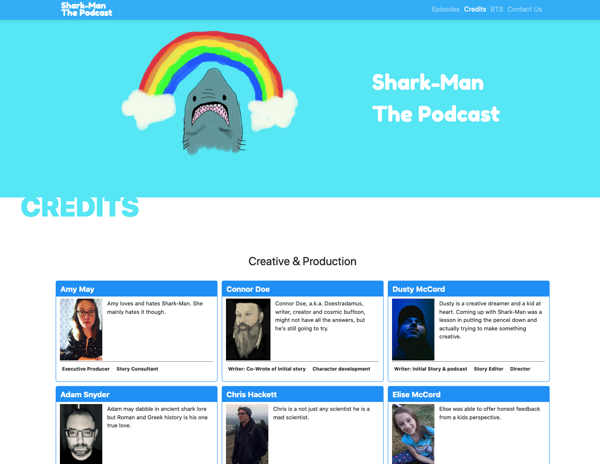 Shark-Man
The Podcast
Episodes Credits BTS Contact Us
Shark-Man
The Podcast
CREDITS
Creative & Production
Amy May
Amy loves and hates Shark-Man. She
mainly hates it though.
Executive Producer Story Consultant
Connor Doe
Connor Doe, a.k.a. Doestradamus,
writer, creator and cosmic buffoon,
might not have all the answers, but
he's still going to try.
Writer: Co-Wrote of Initial story Character development
Dusty McCord
Dusty is a creative dreamer and a kid at
heart. Coming up with Shark-Man was a
lesson in putting the pencel down and
actually trying to make something
creative.
Writer: Initial Story & podcast Story Editor Director
Adam Snyder
Adam may dabble in ancient shark lore
but Roman and Greek history is his one
true love.
Chris Hackett
Chris is a not just any scientist he is a
mad scientist.
Elise McCord
Elise was able to offer honest feedback
from a kids perspective.